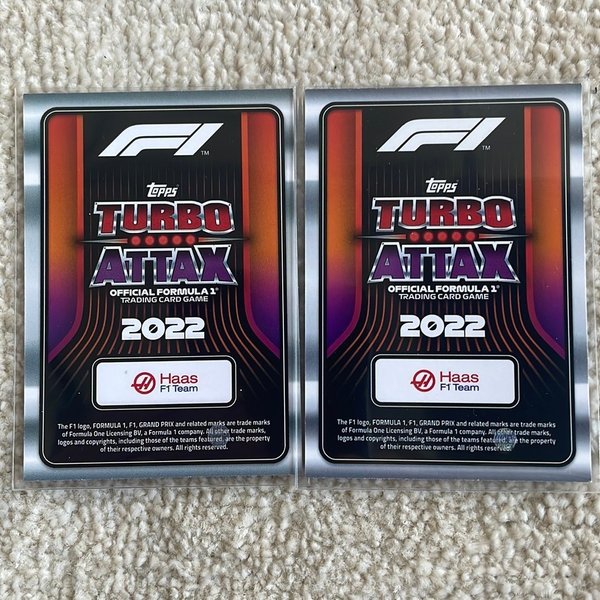 F1
TM
Topps
TURBO
ATTAX
OFFICIAL FORMULA 1®
TRADING CARD GAME
2022
Haas
F1 Team
The F1 logo, FORMULA 1, F1, GRAND PRIX and related marks are trade marks
of Formula One Licensing BV, a Formula 1 company. All other trade marks,
logos and copyrights, including those of the teams featured, are the property
of their respective owners. All rights reserved.
F1
TM
Topps
TURBO
ATTAX
OFFICIAL FORMULA 1®
TRADING CARD GAME
2022
Haas
F1 Team
The F1 logo, FORMULA 1, F1, GRAND PRIX and related marks are trade marks
of Formula One Licensing BV, a Formula 1 company. All other trade marks,
logos and copyrights, including those of the teams featured, are the property
of their respective owners. All rights reserved.